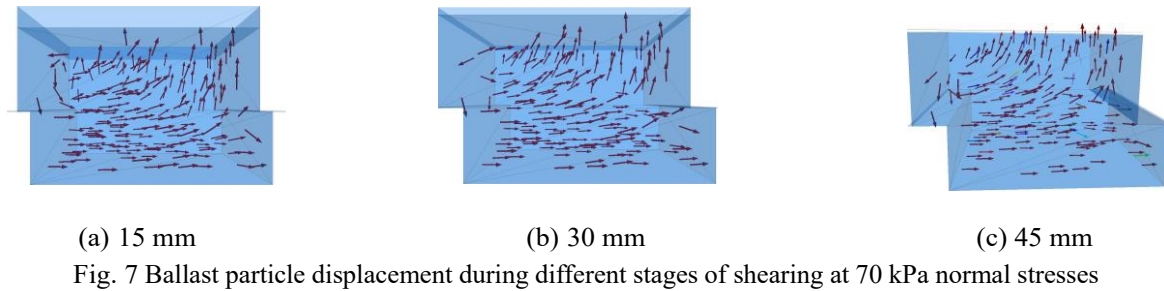 (a) 15 mm (b) 30 mm (c) 45 mm
Fig. 7 Ballast particle displacement during different stages of shearing at 70 kPa normal stresses